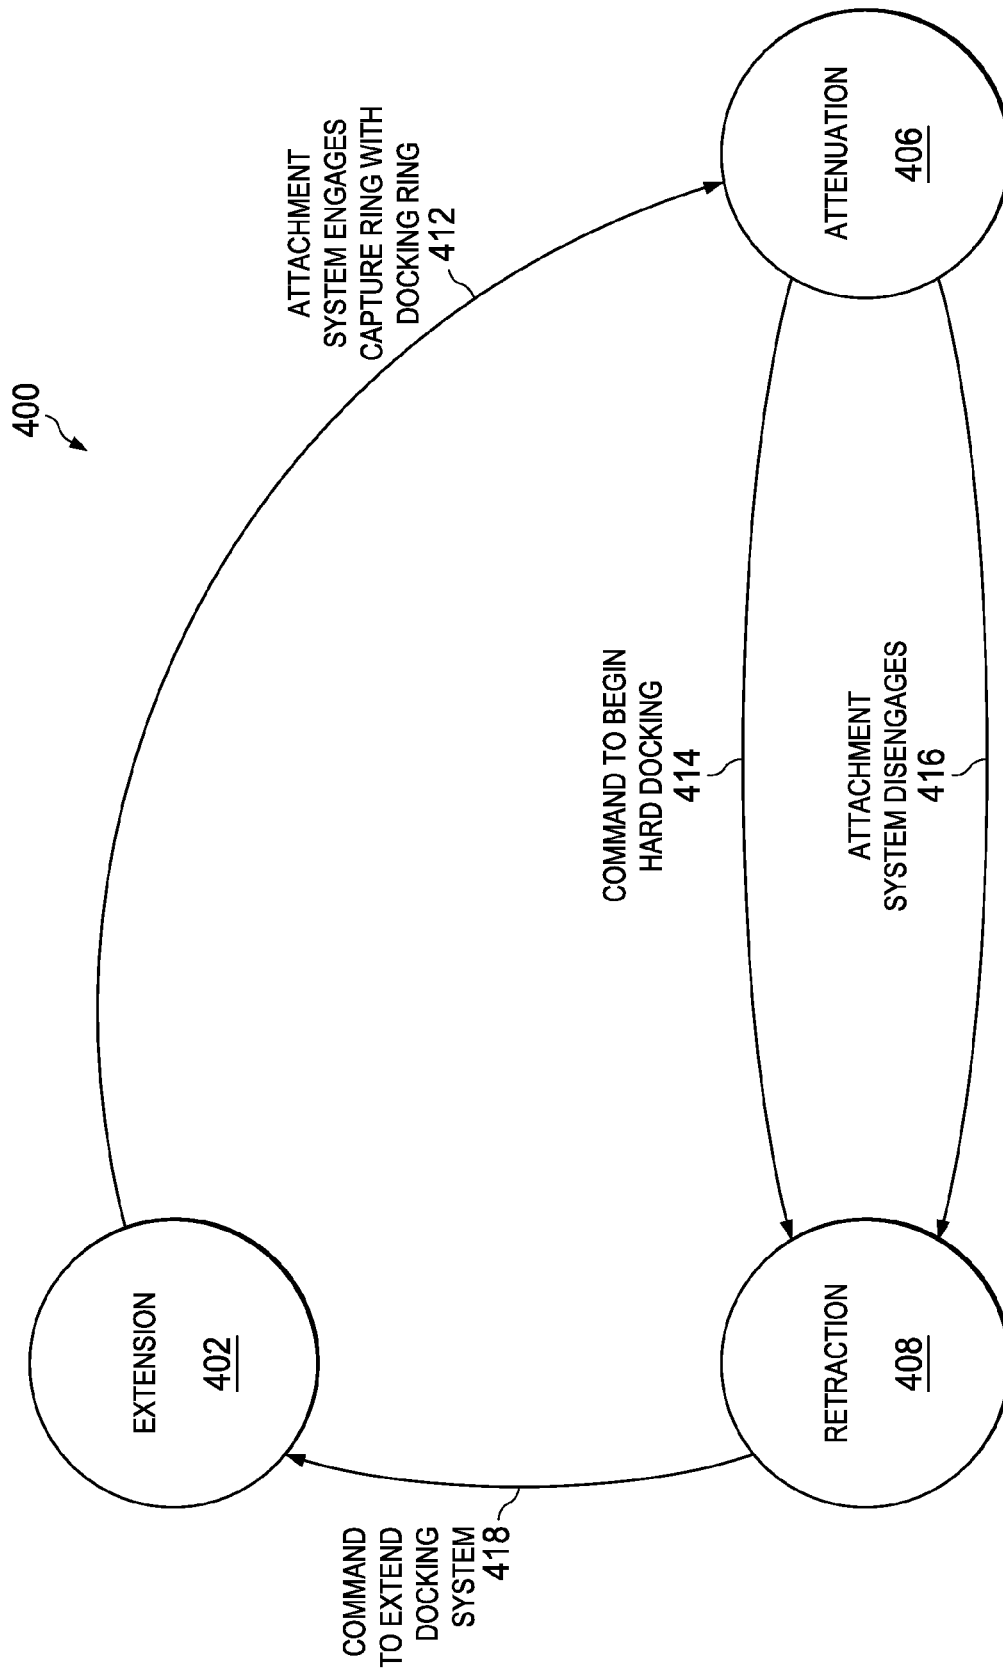 400
EXTENSION
402
ATTACHMENT
SYSTEM ENGAGES
CAPTURE RING WITH
DOCKING RING
412
ATTENUATION
406
COMMAND TO BEGIN
HARD DOCKING
414
ATTACHMENT
SYSTEM DISENGAGES
416
RETRACTION
408
COMMAND
TO EXTEND
DOCKING
SYSTEM
418